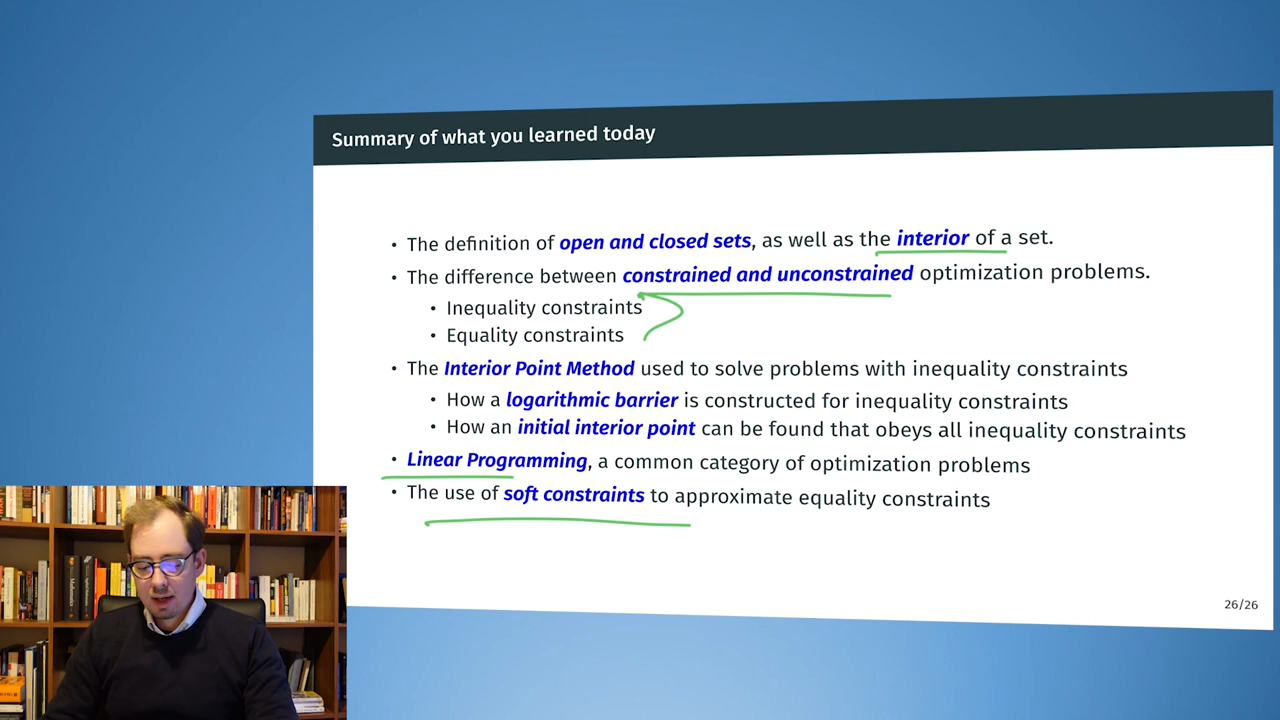 Summary of what you learned today
• The definition of open and closed sets, as well as the interior of a set.
• The difference between constrained and unconstrained optimization problems.
• Inequality constraints
• Equality constraints
• The Interior Point Method used to solve problems with inequality constraints
• How a logarithmic barrier is constructed for inequality constraints
• How an initial interior point can be found that obeys all inequality constraints
• Linear Programming, a common category of optimization problems
• The use of soft constraints to approximate equality constraints
26/26